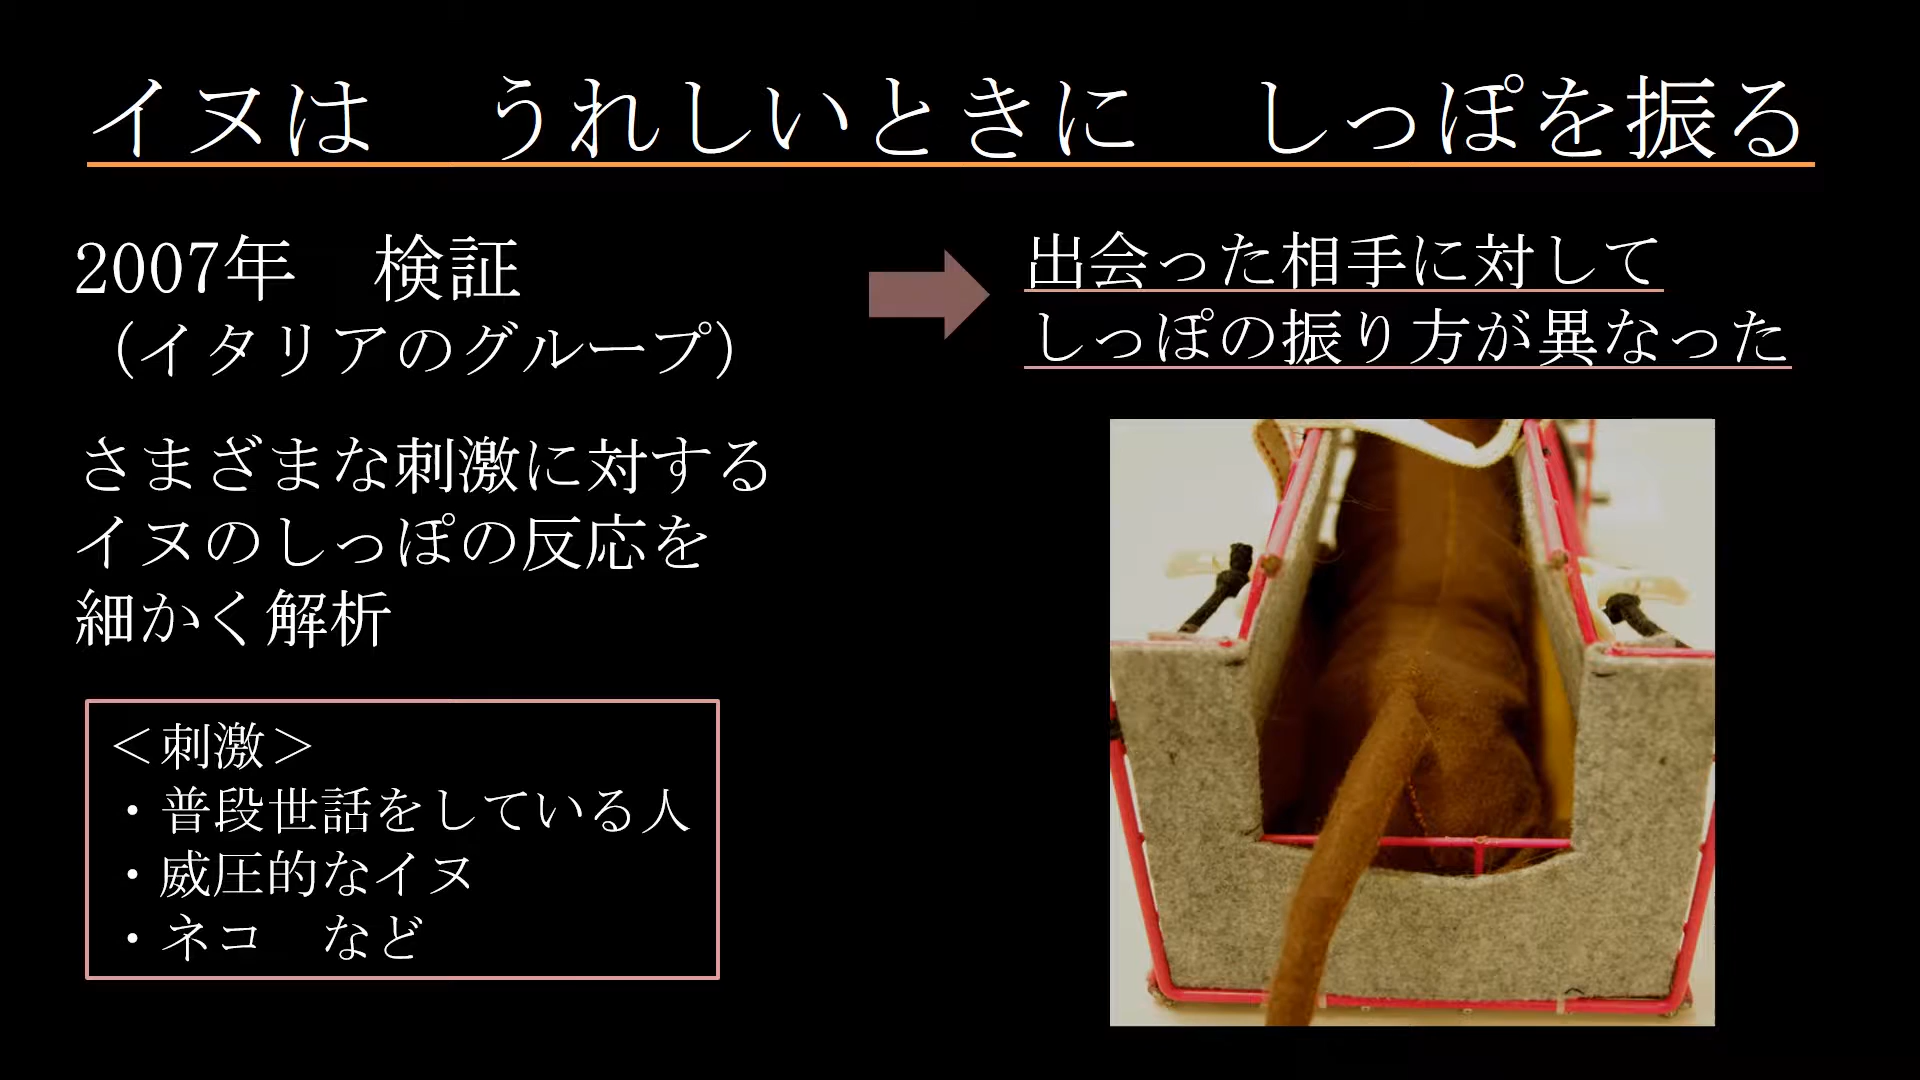 イヌは　うれしいときに　しっぽを振る
2007年　検証
（イタリアのグループ）
さまざまな刺激に対する
イヌのしっぽの反応を
細かく解析
＜刺激＞
・普段世話をしている人
・威圧的なイヌ
・ネコ　など
出会った相手に対して
しっぽの振り方が異なった